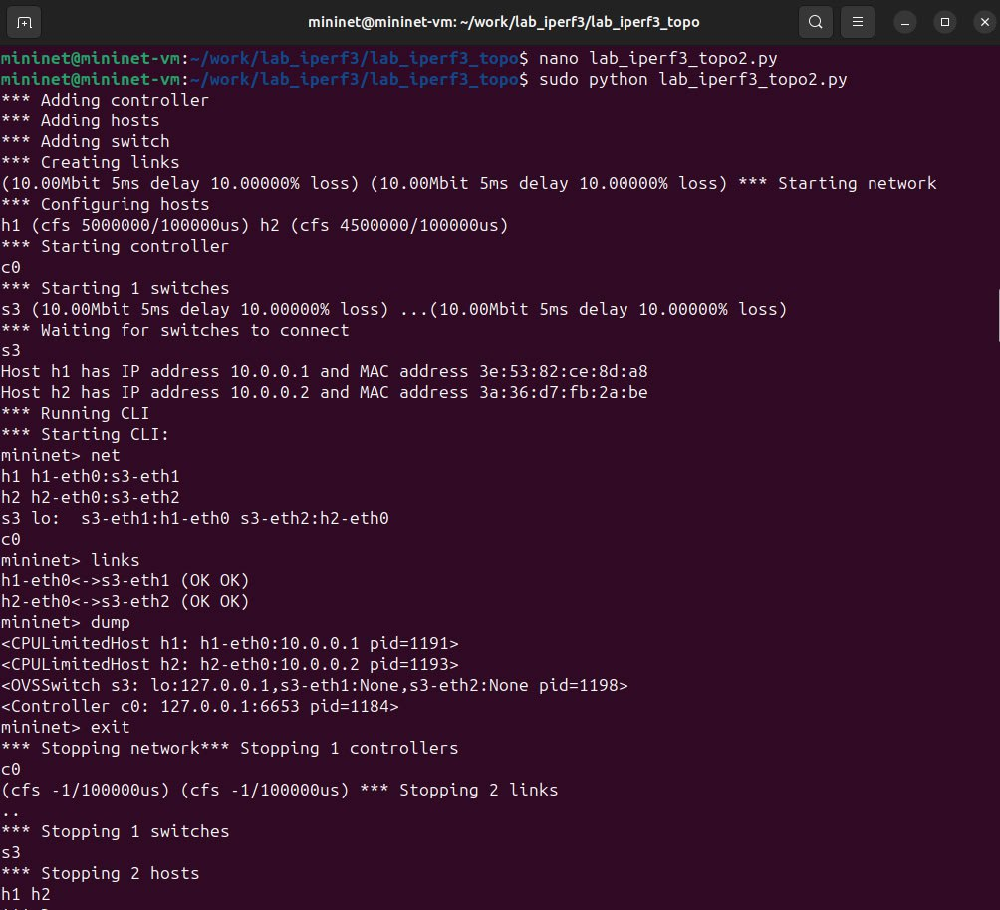 mininet@mininet-vm: ~/work/lab_iperf3/lab_iperf3_topo
mininet@mininet-vm:~/work/lab_iperf3/lab_iperf3_topo$ nano lab_iperf3_topo2.py
mininet@mininet-vm:~/work/lab_iperf3/lab_iperf3_topo$ sudo python lab_iperf3_topo2.py
*** Adding controller
*** Adding hosts
*** Adding switch
*** Creating links
(10.00Mbit 5ms delay 10.00000% loss) (10.00Mbit 5ms delay 10.00000% loss) *** Starting network
*** Configuring hosts
h1 (cfs 5000000/100000us) h2 (cfs 4500000/100000us)
*** Starting controller
c0
*** Starting 1 switches
s3 (10.00Mbit 5ms delay 10.00000% loss) ...(10.00Mbit 5ms delay 10.00000% loss)
*** Waiting for switches to connect
s3
Host h1 has IP address 10.0.0.1 and MAC address 3e:53:82:ce:8d:a8
Host h2 has IP address 10.0.0.2 and MAC address 3a:36:d7:fb:2a:be
*** Running CLI
*** Starting CLI:
mininet> net
h1 h1-eth0:s3-eth1
h2 h2-eth0:s3-eth2
s3 lo:  s3-eth1:h1-eth0 s3-eth2:h2-eth0
c0
mininet> links
h1-eth0<->s3-eth1 (OK OK)
h2-eth0<->s3-eth2 (OK OK)
mininet> dump
<CPULimitedHost h1: h1-eth0:10.0.0.1 pid=1191>
<CPULimitedHost h2: h2-eth0:10.0.0.2 pid=1193>
<OVSSwitch s3: lo:127.0.0.1,s3-eth1:None,s3-eth2:None pid=1198>
<Controller c0: 127.0.0.1:6653 pid=1184>
mininet> exit
*** Stopping network*** Stopping 1 controllers
c0
(cfs -1/100000us) (cfs -1/100000us) *** Stopping 2 links
..
*** Stopping 1 switches
s3
*** Stopping 2 hosts
h1 h2